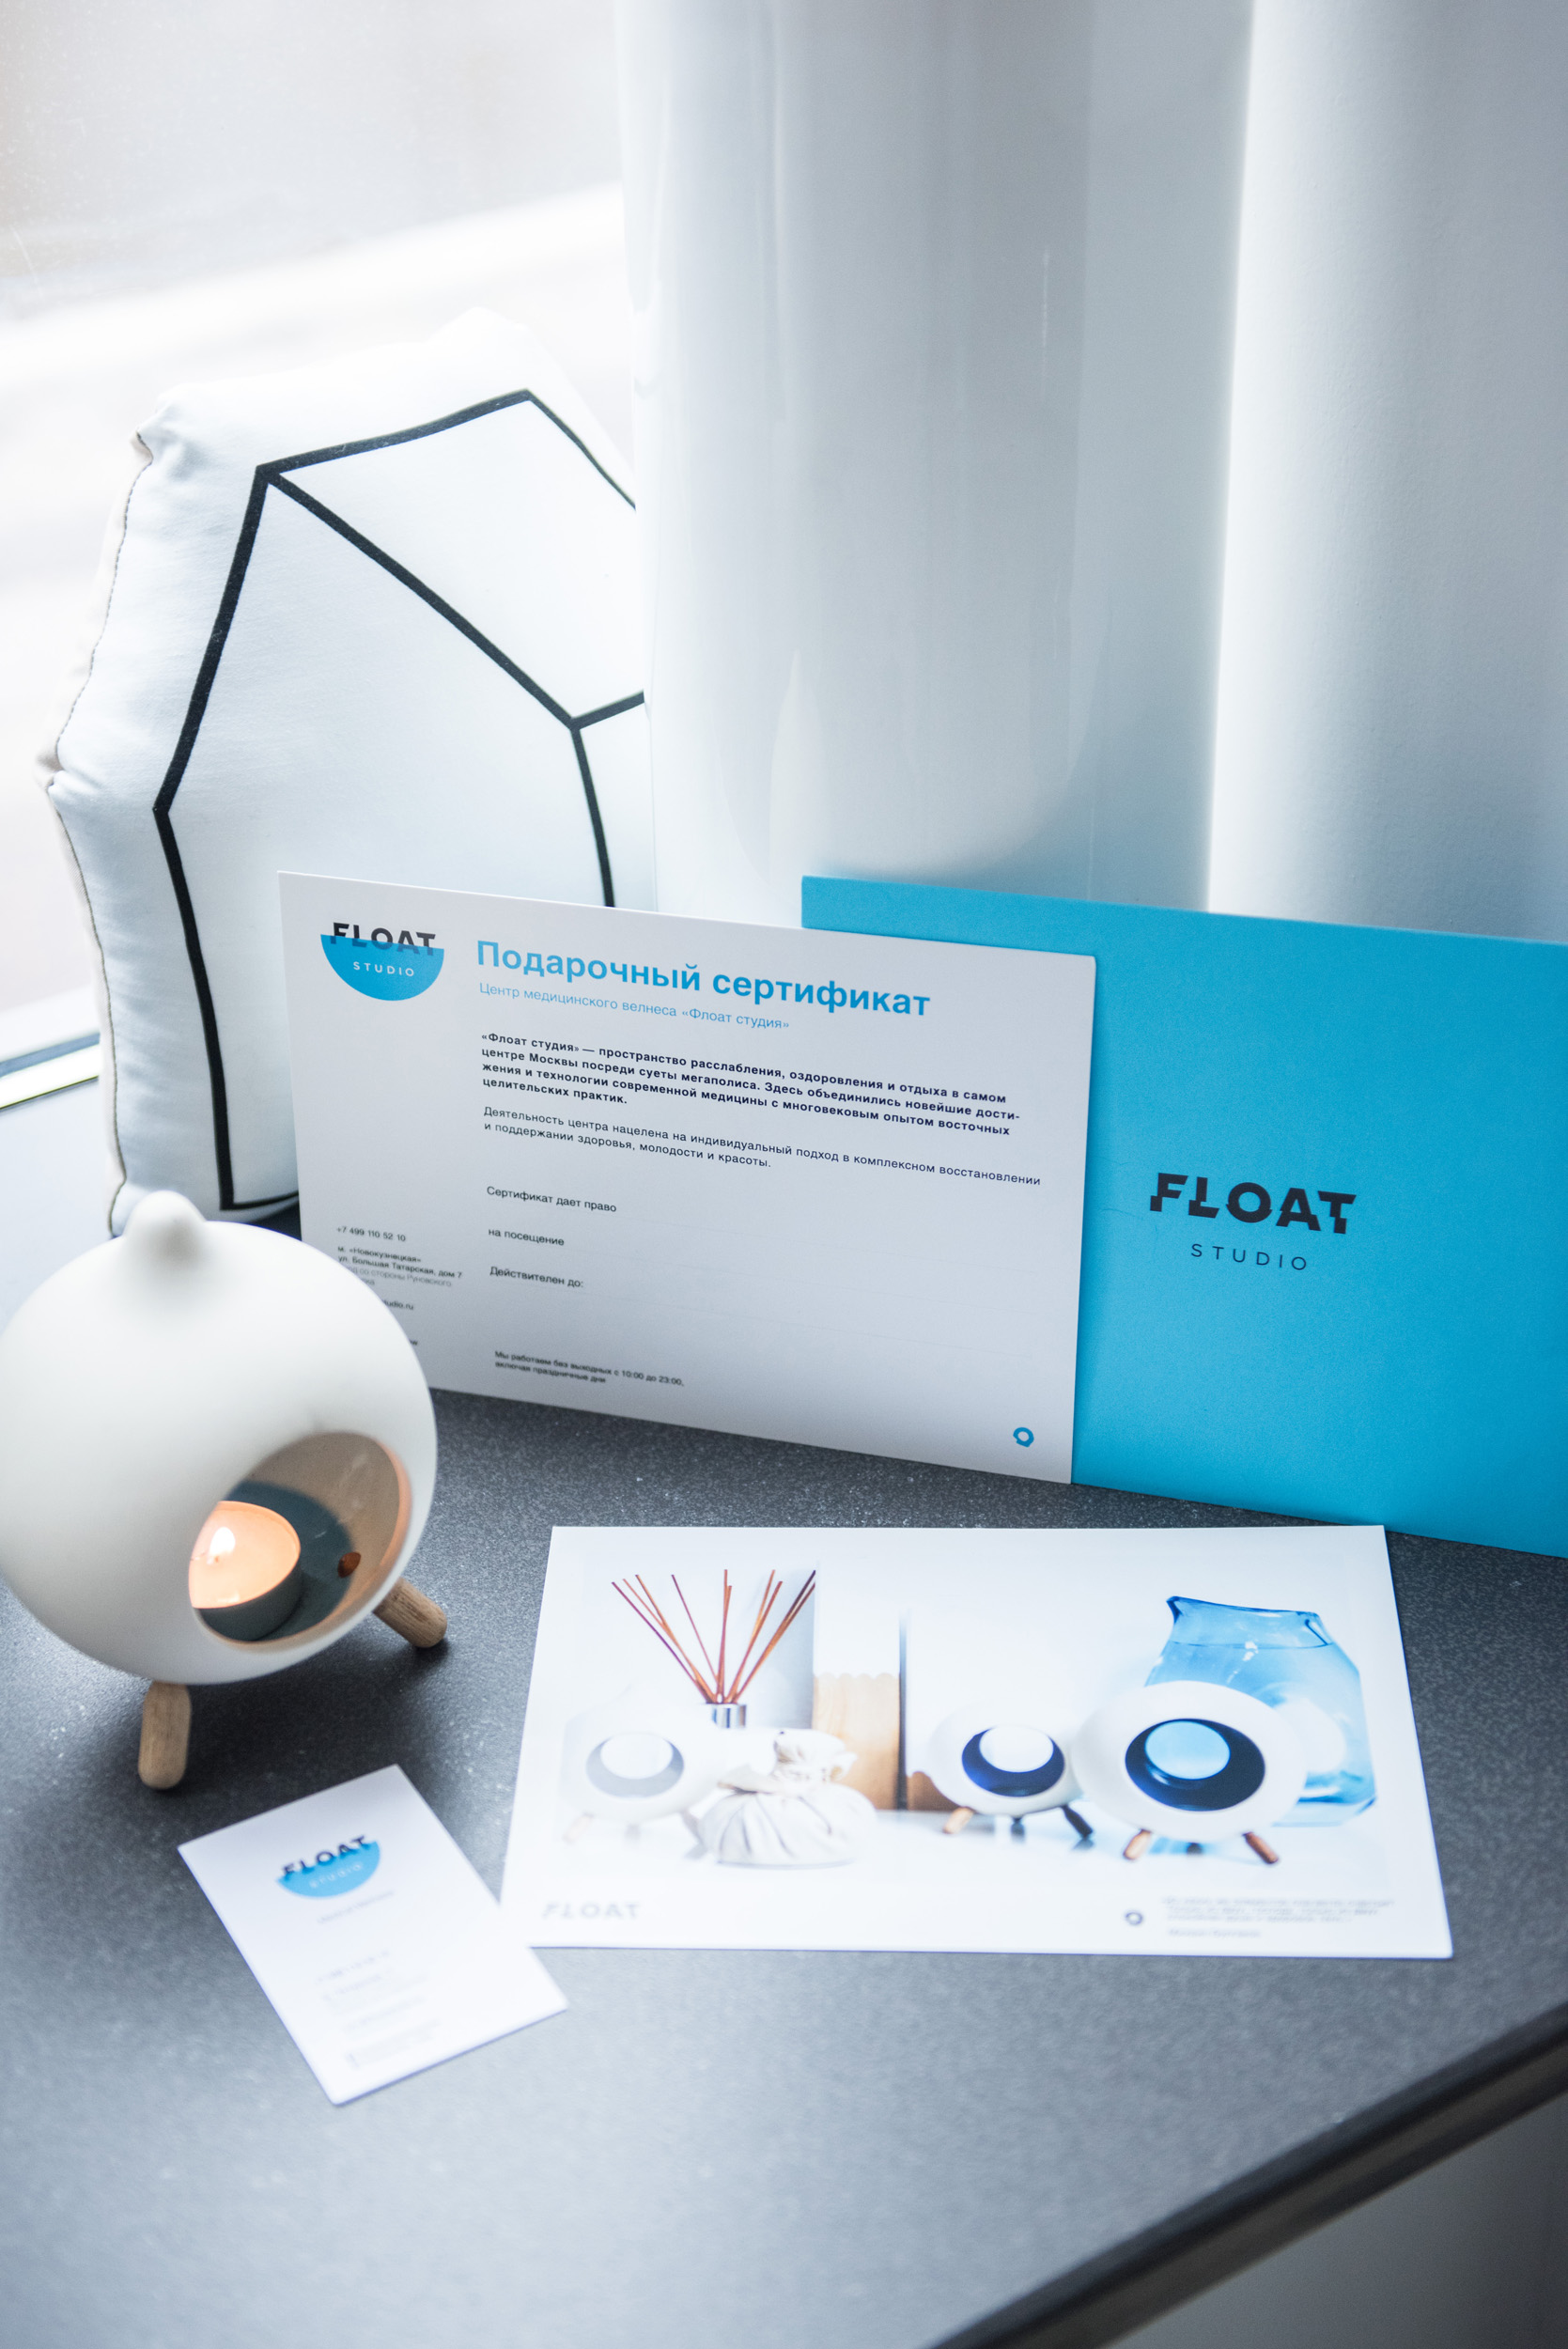 FLOAT
STUDIO
Подарочный сертификат
Центр медицинского велнеса «Флоат студия»
«Флоат студия» — пространство расслабления, оздоровления и отдыха в самом
центре Москвы посреди суеты мегаполиса. Здесь объединились новейшие дости-
жения и технологии современной медицины с многовековым опытом восточных
целительских практик.
Деятельность центра нацелена на индивидуальный подход в комплексном восстановлении
и поддержании здоровья, молодости и красоты.
Сертификат дает право
на посещение
Действителен до:
+7 499 110 52 10
м. «Новокузнецкая»
ул. Большая Татарская, дом 7
со стороны Руновского
Мы работаем без выходных с 10:00 до 23:00,
включая праздничные дни
FLOAT
STUDIO
FLOAT
STUDIO
FLOAT